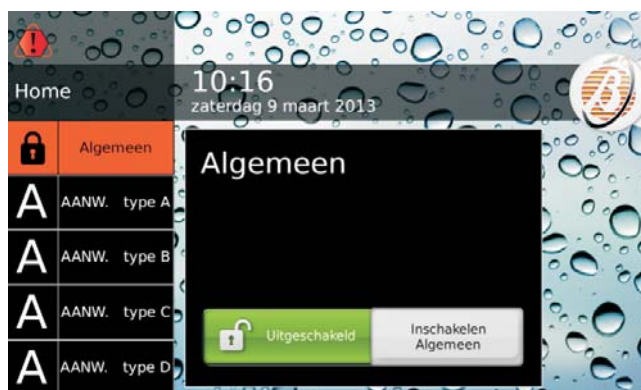 Home
10:16
zaterdag 9 maart 2013
Algemeen
A AANW. type A
A AANW. type B
A AANW. type C
A AANW. type D
Algemeen
Uitgeschakeld
Inschakelen
Algemeen